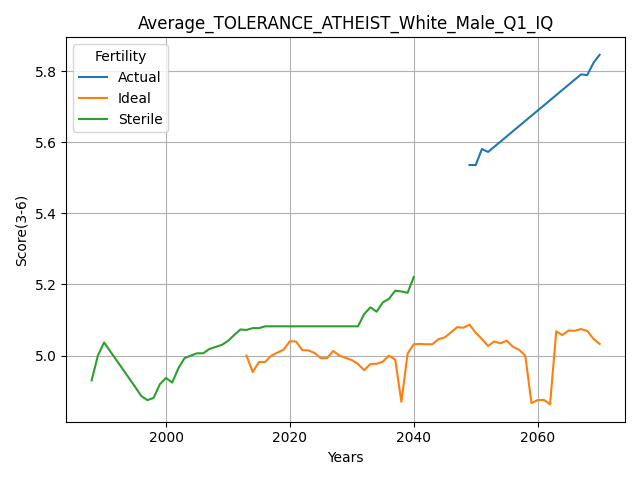 Average_TOLERANCE_ATHEIST_White_Male_Q1_IQ
Fertility
Actual
Ideal
Sterile
Score(3-6)
5.8
5.6
5.4
5.2
5.0
2000 2020 2040 2060
Years